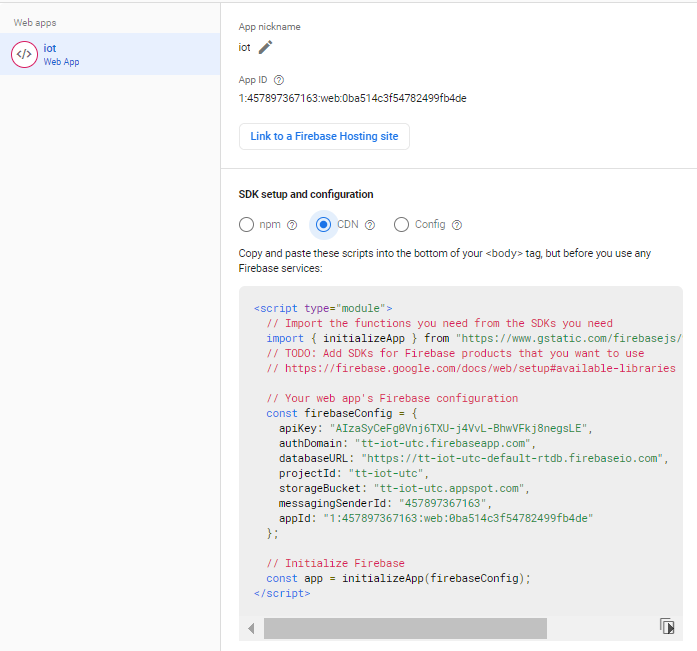 Web apps
iot
Web App
App nickname
iot
App ID
1:457897367163:web:0ba514c3f54782499fb4de
Link to a Firebase Hosting site
SDK setup and configuration
npm
CDN
Config
Copy and paste these scripts into the bottom of your <body> tag, but before you use any
Firebase services:
<script type="module">
// Import the functions you need from the SDKs you need
import { initializeApp } from "https://www.gstatic.com/firebasejs/
// TODO: Add SDKs for Firebase products that you want to use
// https://firebase.google.com/docs/web/setup#available-libraries
// Your web app's Firebase configuration
const firebaseConfig = {
apiKey: "AIzaSyCeFg0Vnj6TXU-j4VvL-BhwVFkj8negsLE",
authDomain: "tt-iot-utc.firebaseapp.com",
databaseURL: "https://tt-iot-utc-default-rtdb.firebaseio.com",
projectId: "tt-iot-utc",
storageBucket: "tt-iot-utc.appspot.com",
messagingSenderId: "457897367163",
appId: "1:457897367163:web:0ba514c3f54782499fb4de"
};
// Initialize Firebase
const app = initializeApp(firebaseConfig);
</script>